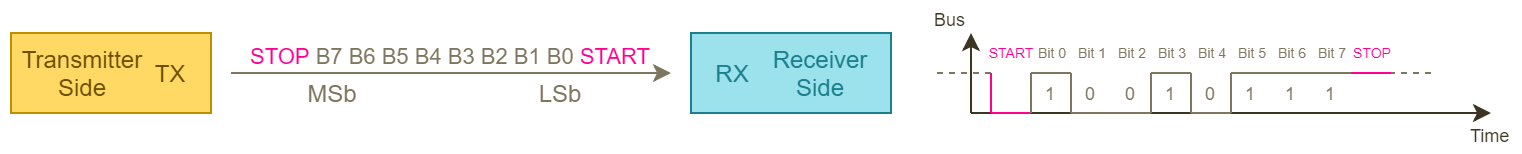 Transmitter
Side
TX
STOP B7 B6 B5 B4 B3 B2 B1 B0 START
MSb
LSb
RX
Receiver
Side
Bus
START Bit 0 Bit 1 Bit 2 Bit 3 Bit 4 Bit 5 Bit 6 Bit 7 STOP
1 0 0 1 0 1 1 1
Time